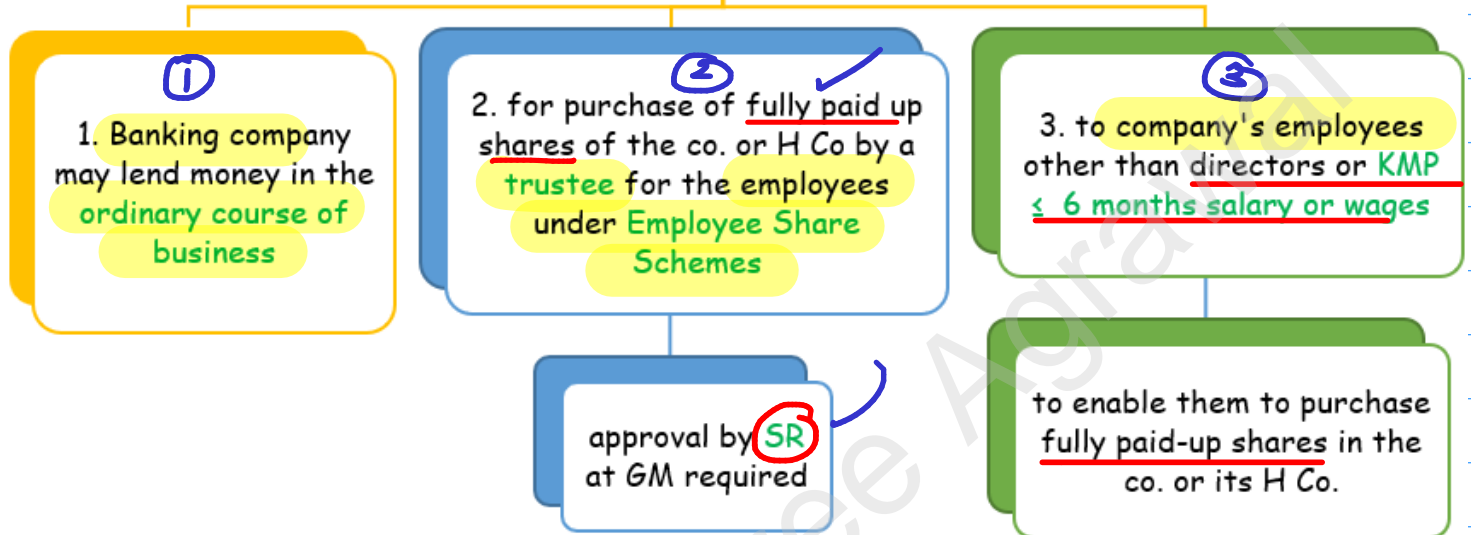 1
1. Banking company
may lend money in the
ordinary course of
business
2
2. for purchase of fully paid up
shares of the co. or H Co by a
trustee for the employees
under Employee Share
Schemes
approval by SR
at GM required
3
3. to company's employees
other than directors or KMP
≤ 6 months salary or wages
to enable them to purchase
fully paid-up shares in the
co. or its H Co.
ee Agrawal